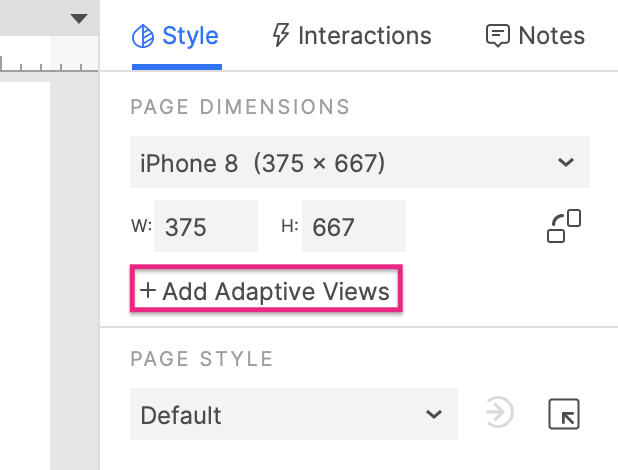 Style Interactions Notes
PAGE DIMENSIONS
iPhone 8 (375 × 667)
W: 375 H: 667
+ Add Adaptive Views
PAGE STYLE
Default